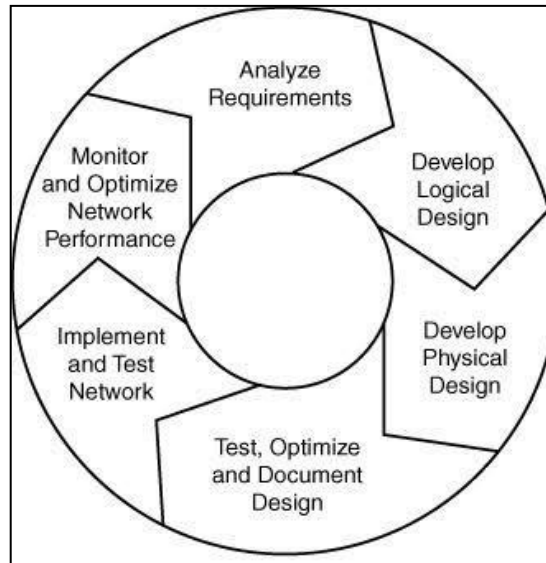 Analyze
Requirements
Develop
Logical
Design
Develop
Physical
Design
Test, Optimize
and Document
Design
Implement
and Test
Network
Monitor
and Optimize
Network
Performance